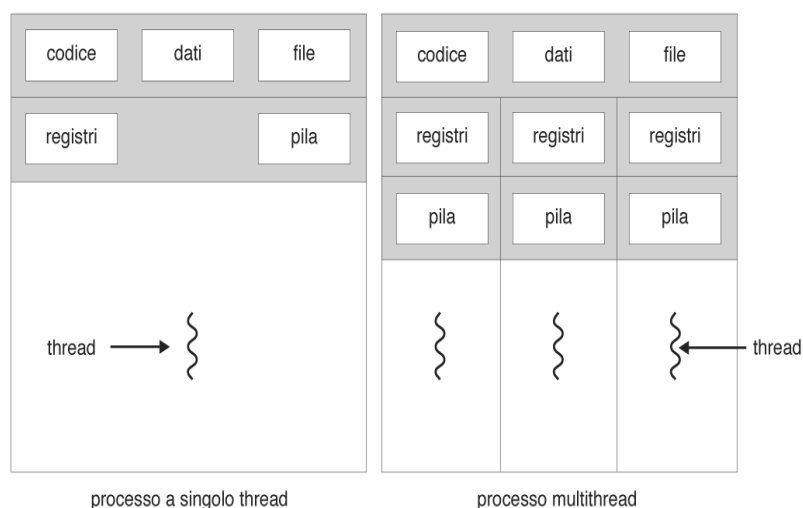 codice dati file
registri pila
thread
processo a singolo thread
codice dati file
registri registri registri
pila pila pila
thread
processo multithread